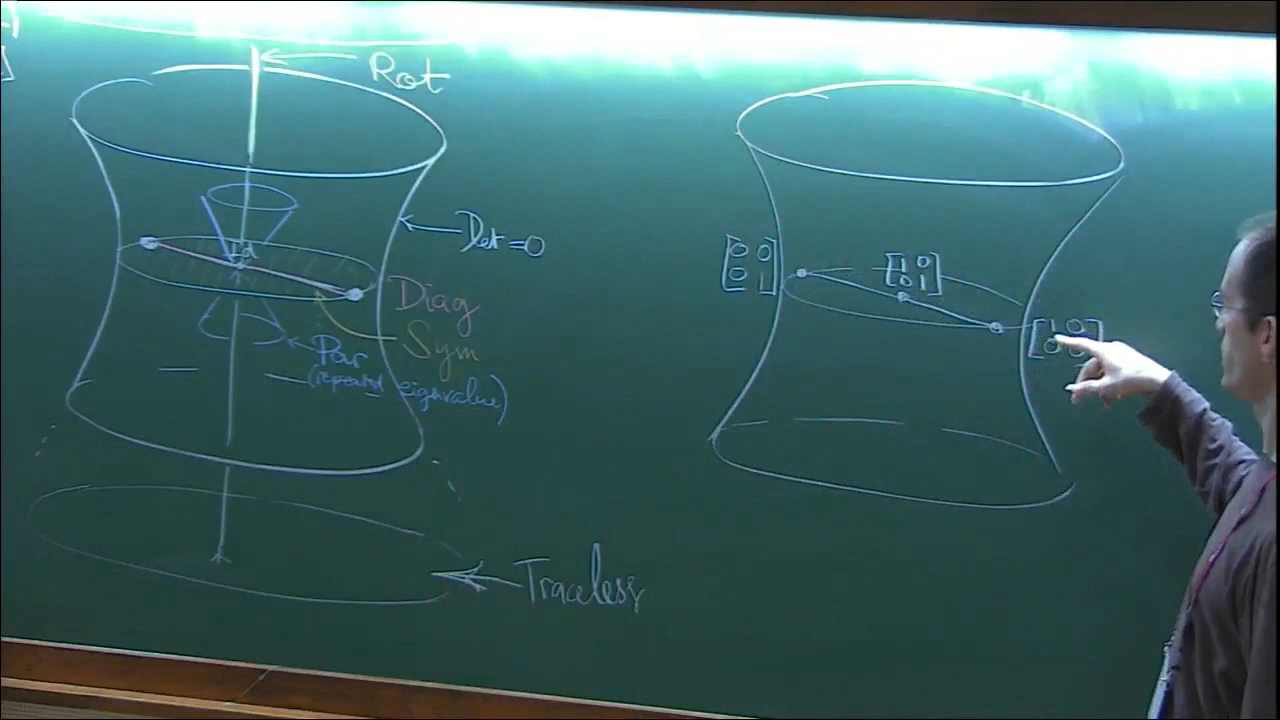 Rot
Id
Det=0
Diag
Sym
Par
(repeated eigenvalue)
Traceless
[0 0
0 1]
[1 0
0 1]
[1 0
0 0]